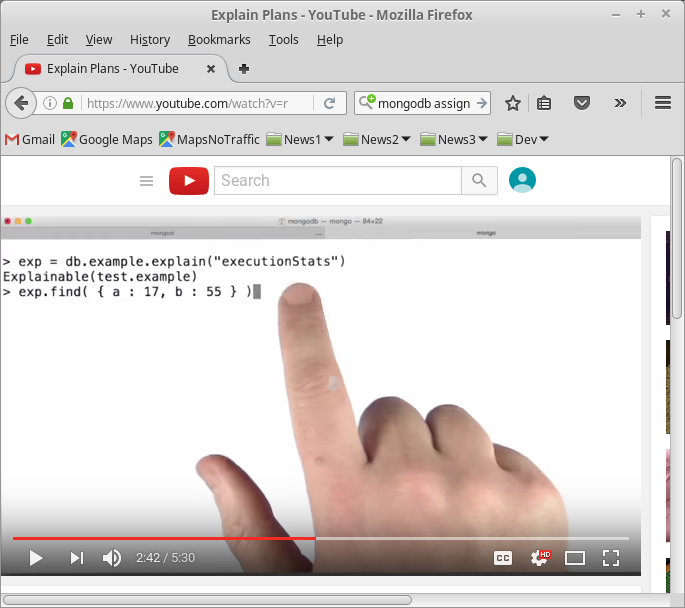 Explain Plans - YouTube - Mozilla Firefox
File Edit View History Bookmarks Tools Help
Explain Plans - YouTube
https://www.youtube.com/watch?v=r
mongodb assign
Gmail Google Maps MapsNoTraffic News1 News2 News3 Dev
Search
mongodb — mongo — 84×22
mongod mongo
> exp = db.example.explain("executionStats")
Explainable(test.example)
> exp.find( { a : 17, b : 55 } )
2:42 / 5:30 CC HD